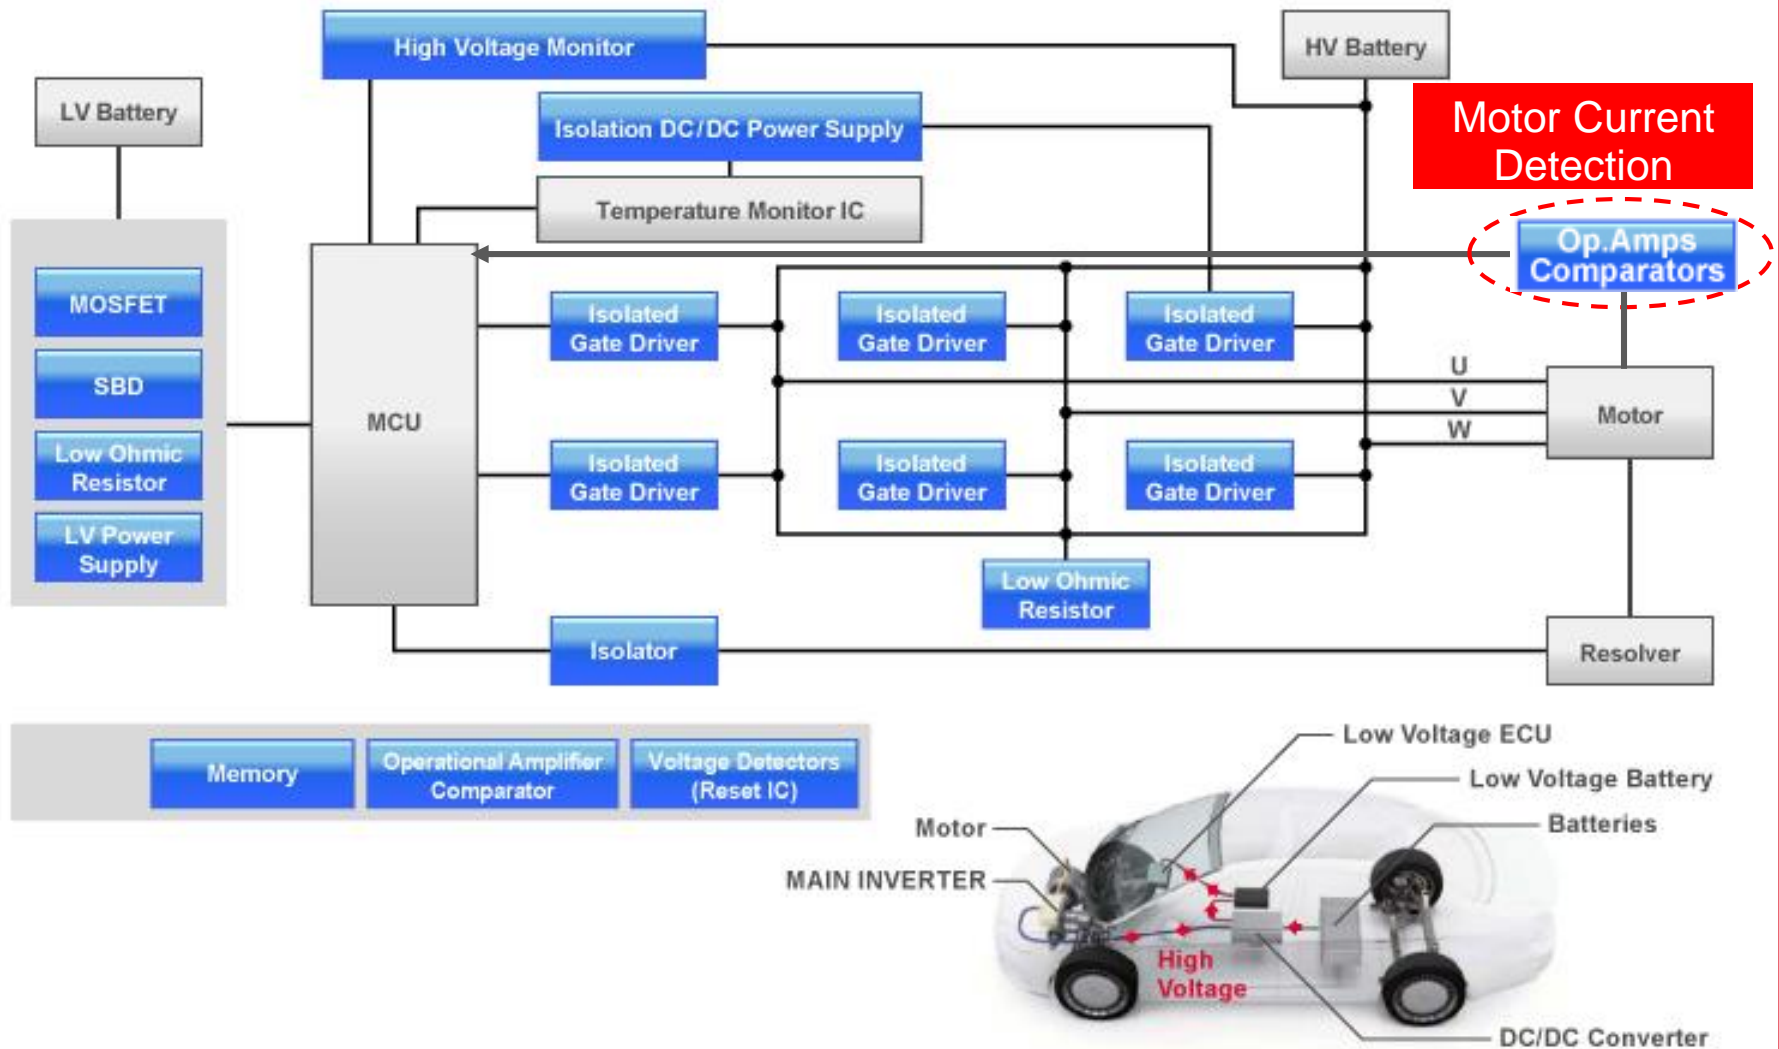 High Voltage Monitor
HV Battery
LV Battery
Motor Current
Detection
Isolation DC/DC Power Supply
Temperature Monitor IC
Op.Amps
Comparators
MOSFET
SBD
Low Ohmic
Resistor
LV Power
Supply
MCU
Isolated
Gate Driver
Isolated
Gate Driver
Isolated
Gate Driver
U
V
W
Motor
Isolated
Gate Driver
Isolated
Gate Driver
Isolated
Gate Driver
Low Ohmic
Resistor
Isolator
Resolver
Memory
Operational Amplifier
Comparator
Voltage Detectors
(Reset IC)
Low Voltage ECU
Low Voltage Battery
Batteries
Motor
MAIN INVERTER
High
Voltage
DC/DC Converter